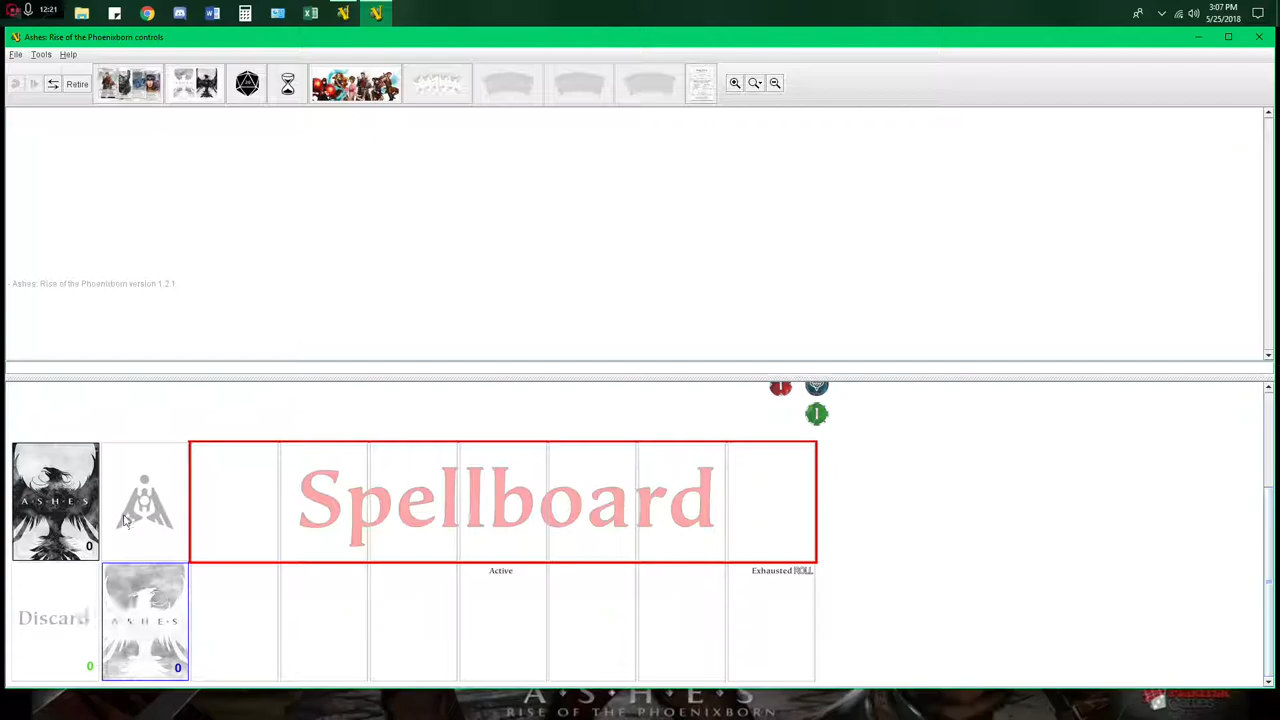 12:21
3:07 PM
5/25/2018
Ashes: Rise of the Phoenixborn controls
File Tools Help
Retire
- Ashes: Rise of the Phoenixborn version 1.2.1
A·S·H·E·S
0
Spellboard
Active
Exhausted ROLL
Discard
0
A·S·H·E·S
0
A·S·H·E·S
RISE OF THE PHOENIXBORN